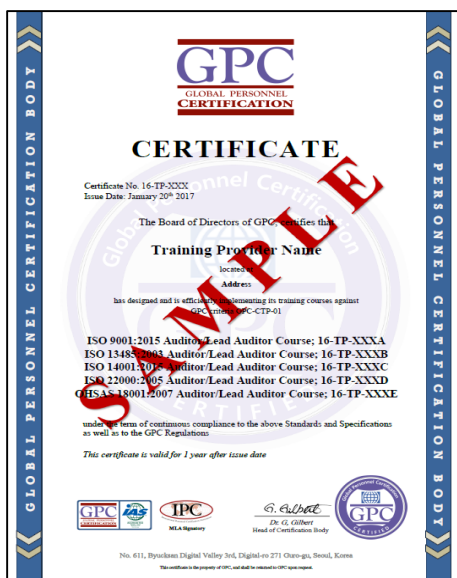 GPC
GLOBAL PERSONNEL
CERTIFICATION
CERTIFICATE
Certificate No. 16-TP-XXX
Issue Date: January 20th 2017
The Board of Directors of GPC, certifies that
Training Provider Name
located at
Address
has designed and is efficiently implementing its training courses against
GPC criteria GPC-CTP-01
ISO 9001:2015 Auditor/Lead Auditor Course; 16-TP-XXXA
ISO 13485:2003 Auditor/Lead Auditor Course; 16-TP-XXXB
ISO 14001:2015 Auditor/Lead Auditor Course; 16-TP-XXXC
ISO 22000:2005 Auditor/Lead Auditor Course; 16-TP-XXXD
OHSAS 18001:2007 Auditor/Lead Auditor Course; 16-TP-XXXE
under the term of continuous compliance to the above Standards and Specifications
as well as to the GPC Regulations
This certificate is valid for 1 year after issue date
SAMPLE
GLOBAL PERSONNEL CERTIFICATION BODY
GLOBAL PERSONNEL CERTIFICATION BODY
Global Personnel Certification
CERTIFIED
GPC
CERTIFICATION
IAS
IPC
MLA Signatory
G. Gilbert
Dr. G. Gilbert
Head of Certification Body
GPC
No. 611, Byucksan Digital Valley 3rd, Digital-ro 271 Guro-gu, Seoul, Korea
This certificate is the property of GPC, and shall be returned to GPC upon request.